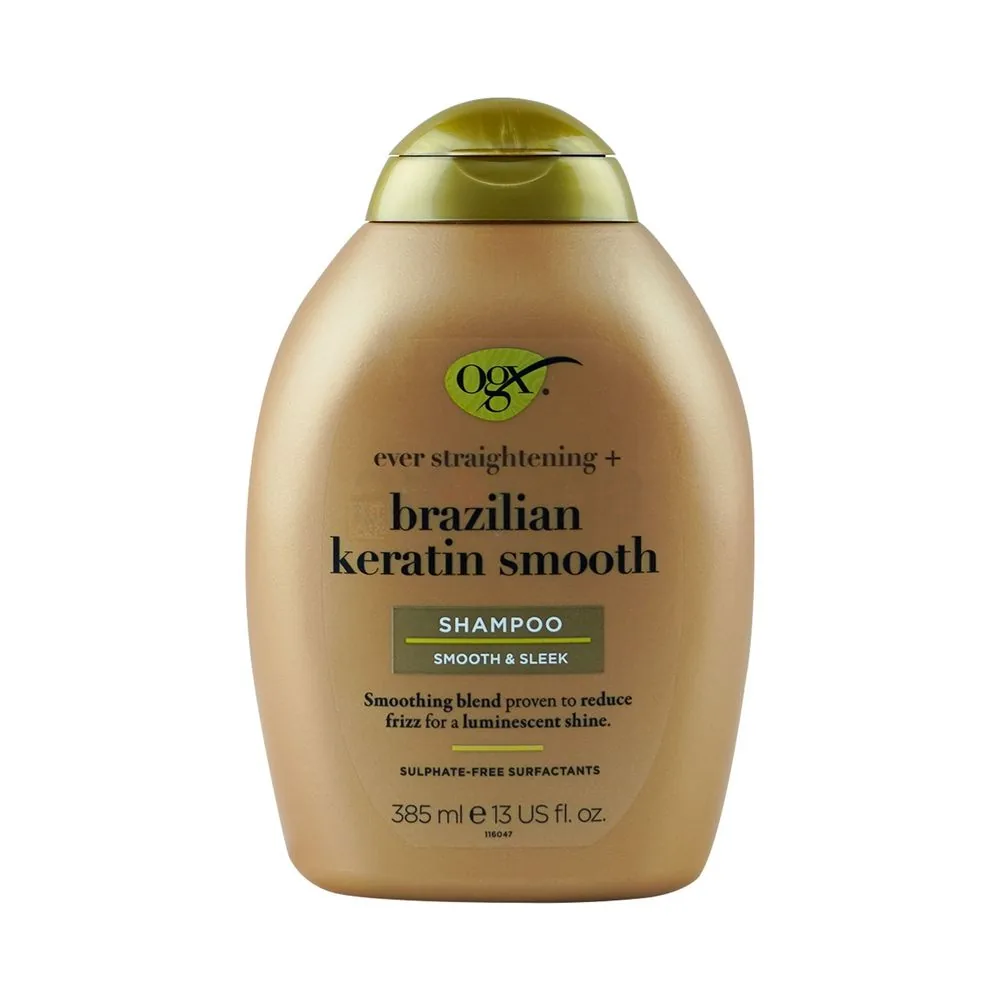 ogx
ever straightening +
brazilian
keratin smooth
SHAMPOO
SMOOTH & SLEEK
Smoothing blend proven to reduce
frizz for a luminescent shine.
SULPHATE-FREE SURFACTANTS
385 ml e 13 US fl. oz.
116047